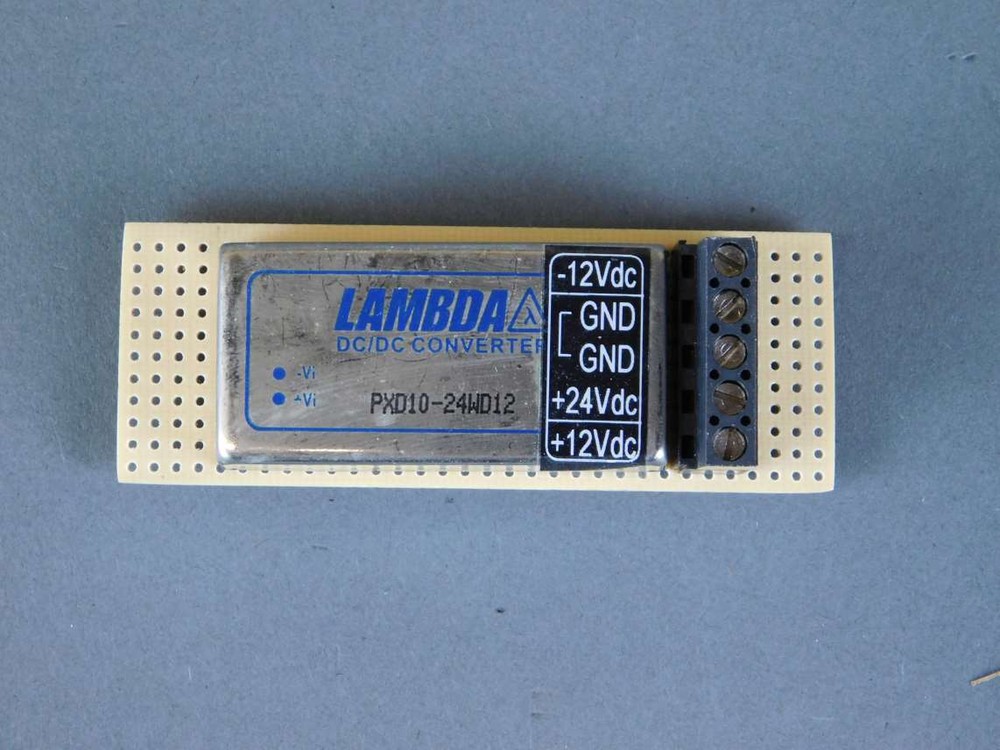 LAMBDA λ
DC/DC CONVERTER
-Vi
+Vi
PXD10-24WD12
-12Vdc
GND
GND
+24Vdc
+12Vdc